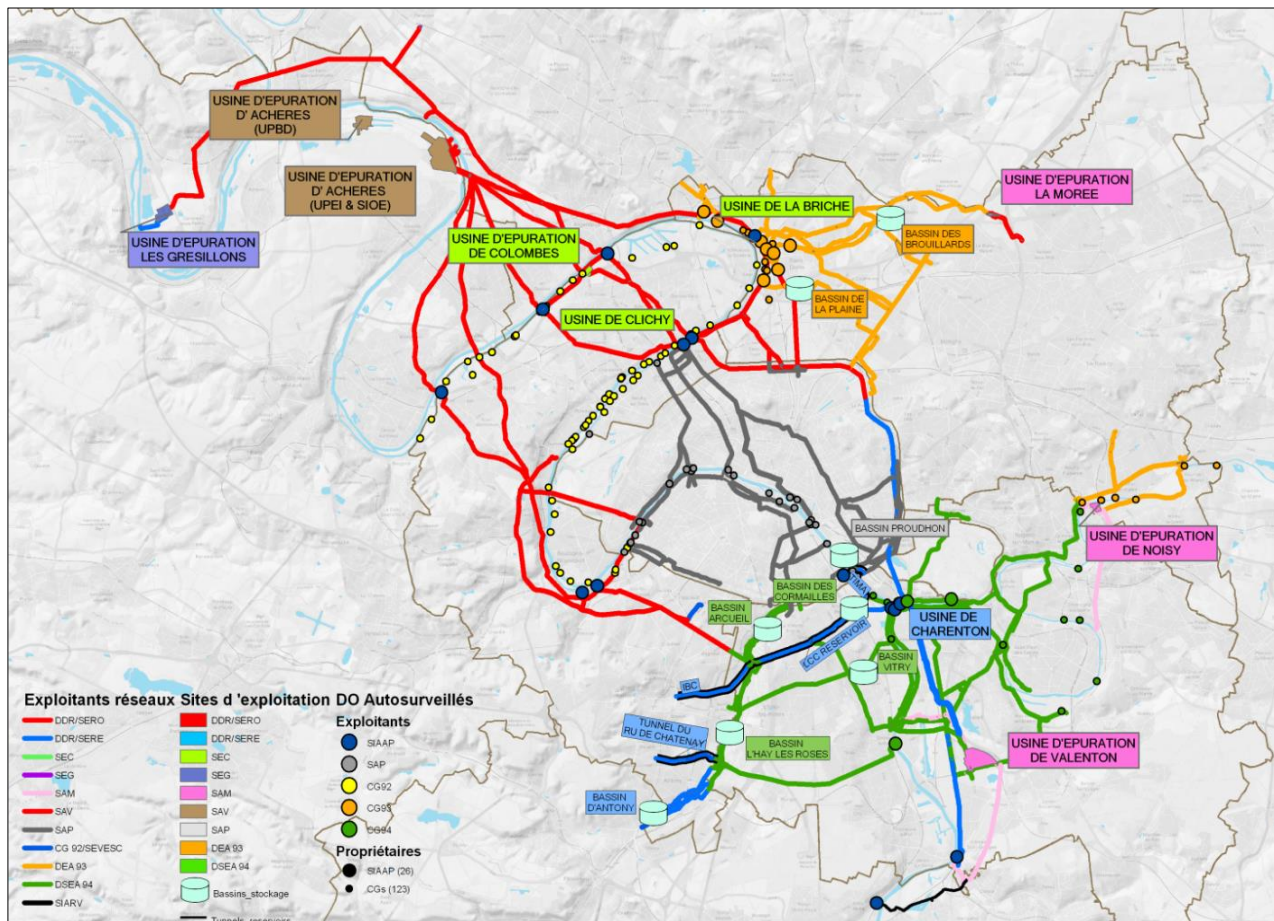 USINE D'EPURATION
D' ACHERES
(UPBD)
USINE D'EPURATION
D' ACHERES
(UPEI & SIOE)
USINE D'EPURATION
LES GRESILLONS
USINE D'EPURATION
DE COLOMBES
USINE DE LA BRICHE
USINE D'EPURATION
LA MOREE
BASSIN DES
BROUILLARDS
BASSIN DE
LA PLAINE
USINE DE CLICHY
BASSIN PROUDHON
USINE D'EPURATION
DE NOISY
BASSIN DES
CORMAILLES
TIMA
BASSIN
ARCUEIL
USINE DE
CHARENTON
LCC RESERVOIR
BASSIN
VITRY
IBC
TUNNEL DU
RU DE CHATENAY
BASSIN
L'HAY LES ROSES
USINE D'EPURATION
DE VALENTON
BASSIN
D'ANTONY
Exploitants réseaux
DDR/SERO
DDR/SERE
SEC
SEG
SAM
SAV
SAP
CG 92/SEVESC
DEA 93
DSEA 94
SIARV
Sites d 'exploitation
DDR/SERO
DDR/SERE
SEC
SEG
SAM
SAV
SAP
DEA 93
DSEA 94
Bassins_stockage
Tunnels_reservoirs
DO Autosurveillés
Exploitants
SIAAP
SAP
CG92
CG93
CG94
Propriétaires
SIAAP (26)
CGs (123)